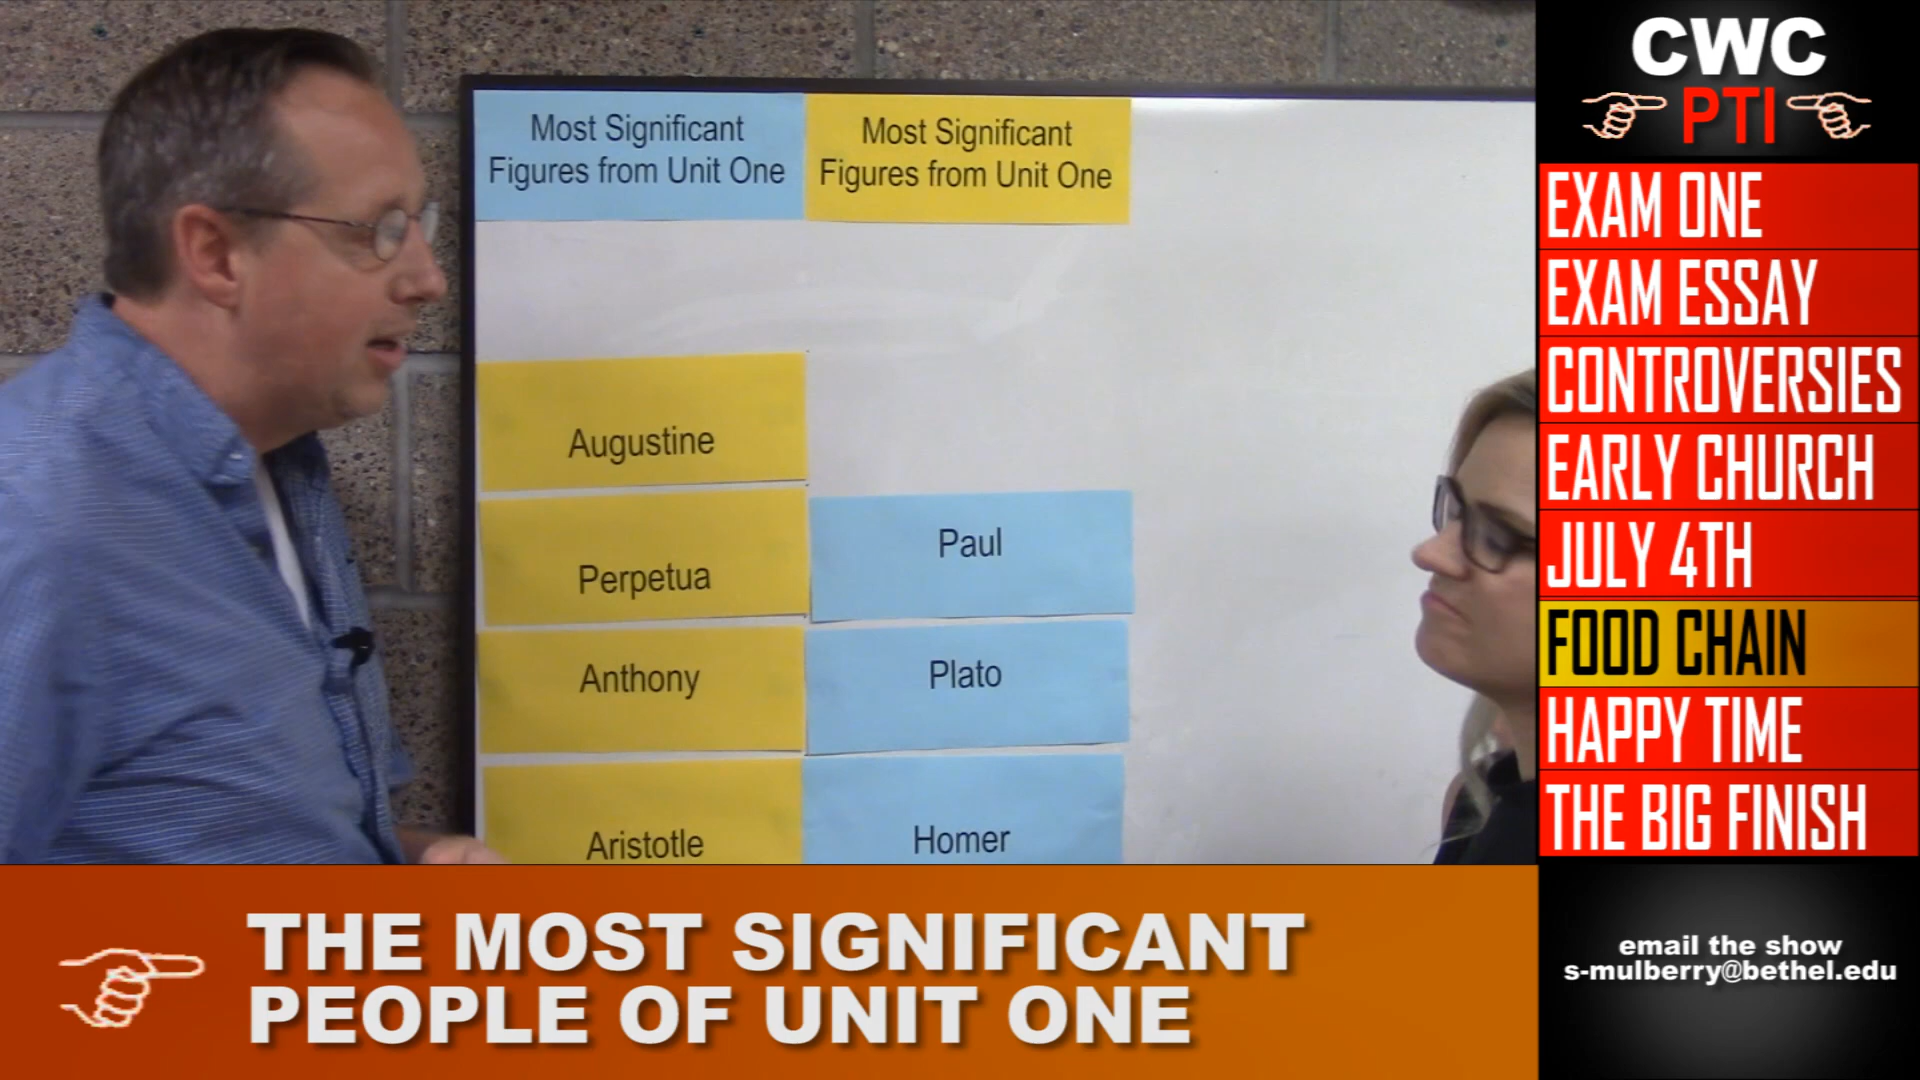 Most Significant
Figures from Unit One
Most Significant
Figures from Unit One
Augustine
Perpetua
Anthony
Aristotle
Paul
Plato
Homer
CWC
PTI
EXAM ONE
EXAM ESSAY
CONTROVERSIES
EARLY CHURCH
JULY 4TH
FOOD CHAIN
HAPPY TIME
THE BIG FINISH
email the show
s-mulberry@bethel.edu
THE MOST SIGNIFICANT
PEOPLE OF UNIT ONE